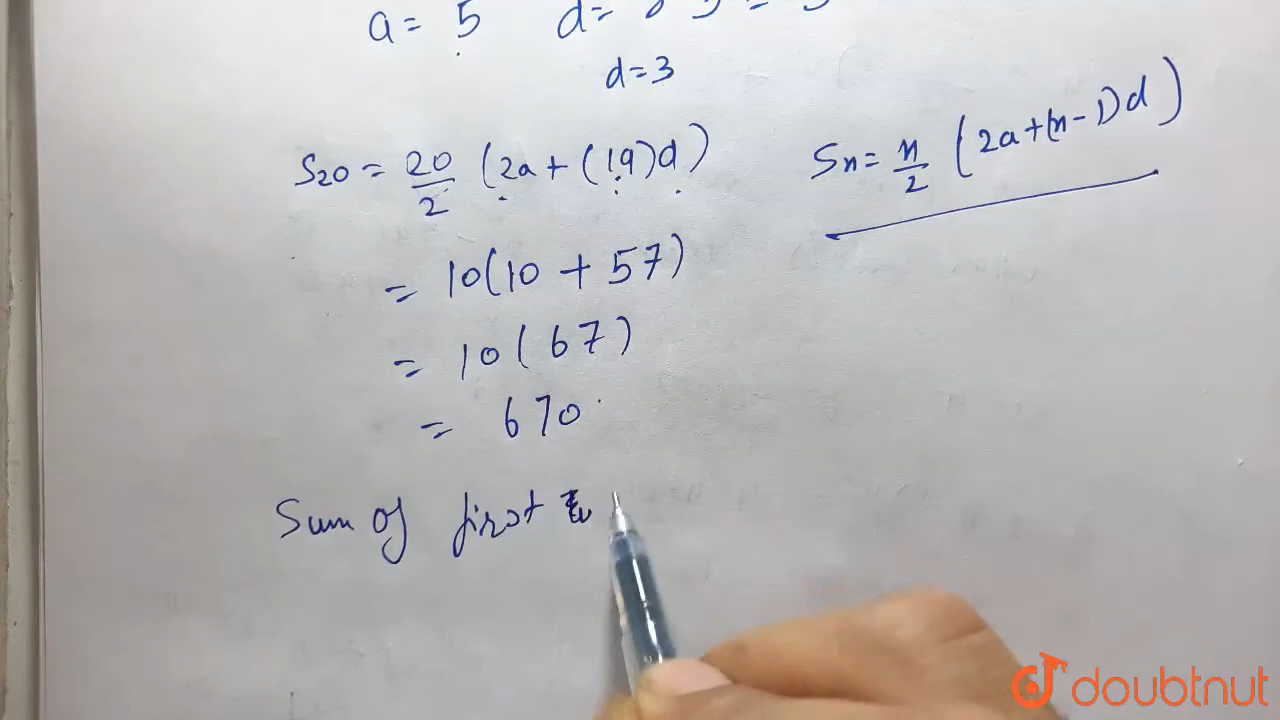 a = 5 d=
d=3
S20 = 20/2 (2a + (19)d)
Sn = n/2 (2a+(n-1)d)
= 10(10 + 57)
= 10(67)
= 670
Sum of first
doubtnut